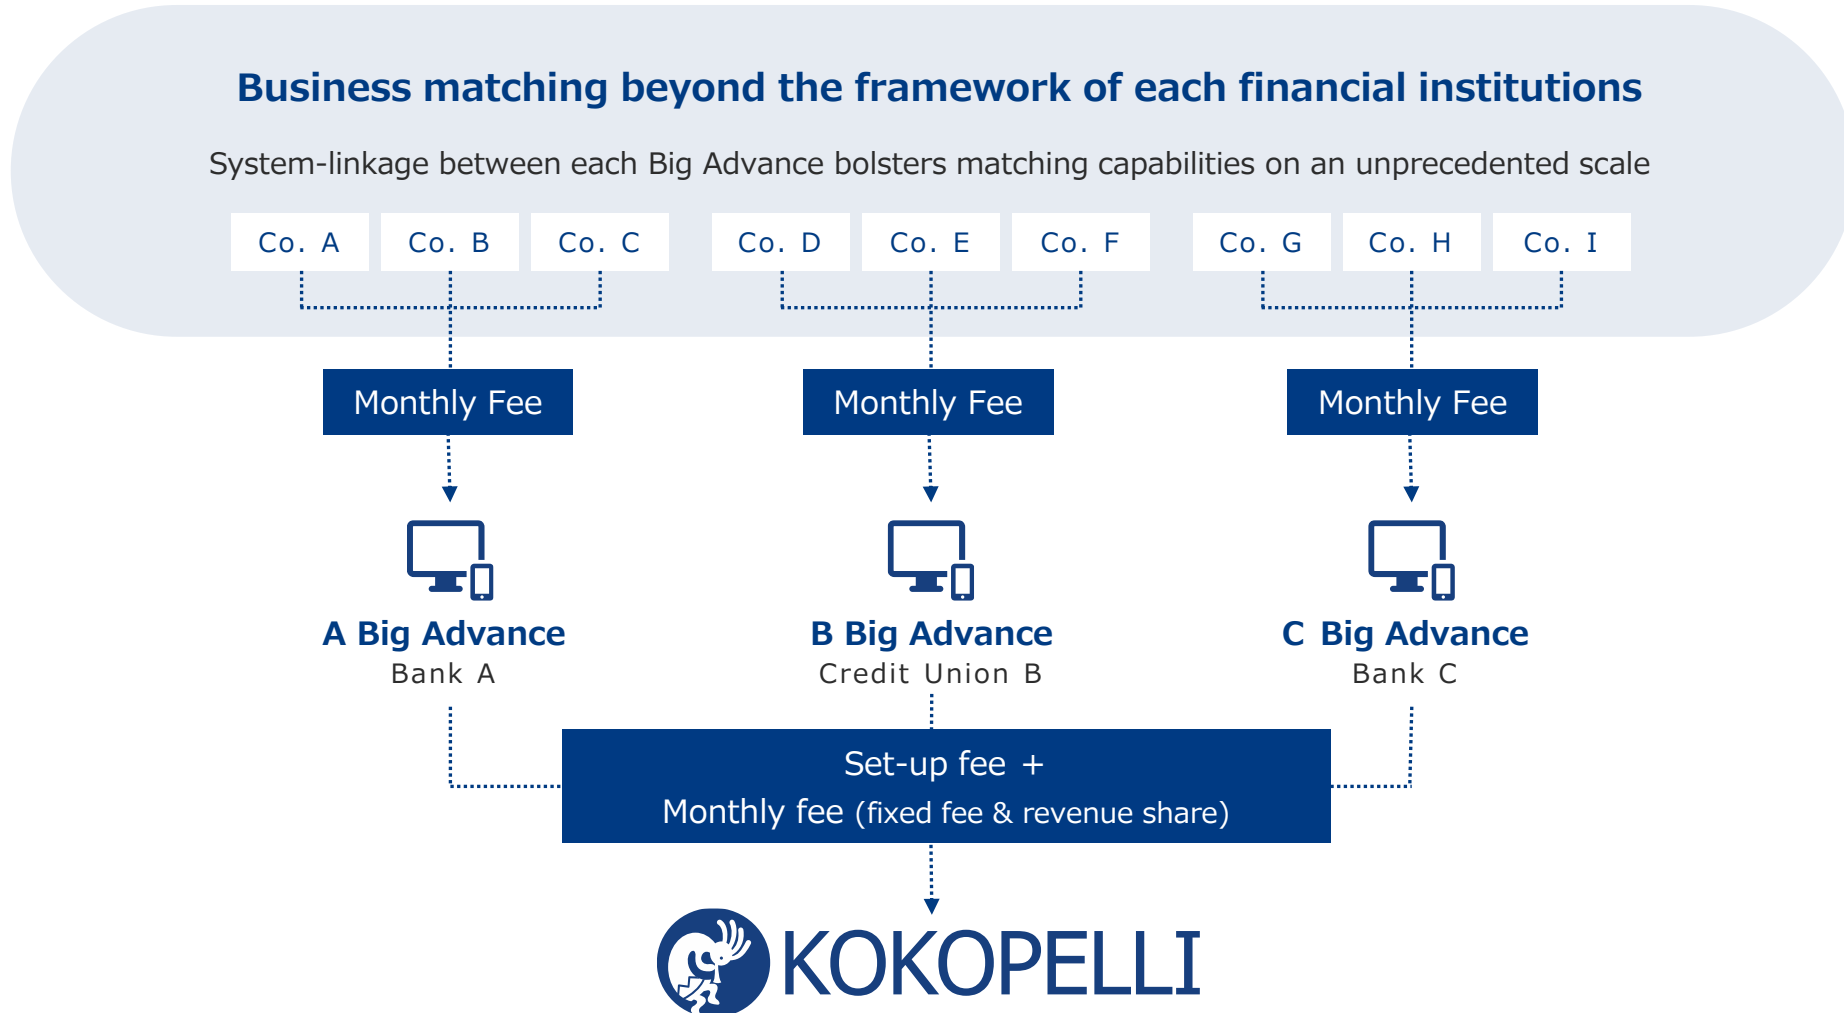 Business matching beyond the framework of each financial institutions
System-linkage between each Big Advance bolsters matching capabilities on an unprecedented scale
Co. A Co. B Co. C Co. D Co. E Co. F Co. G Co. H Co. I
Monthly Fee Monthly Fee Monthly Fee
A Big Advance B Big Advance C Big Advance
Bank A Credit Union B Bank C
Set-up fee +
Monthly fee (fixed fee & revenue share)
KOKOPELLI